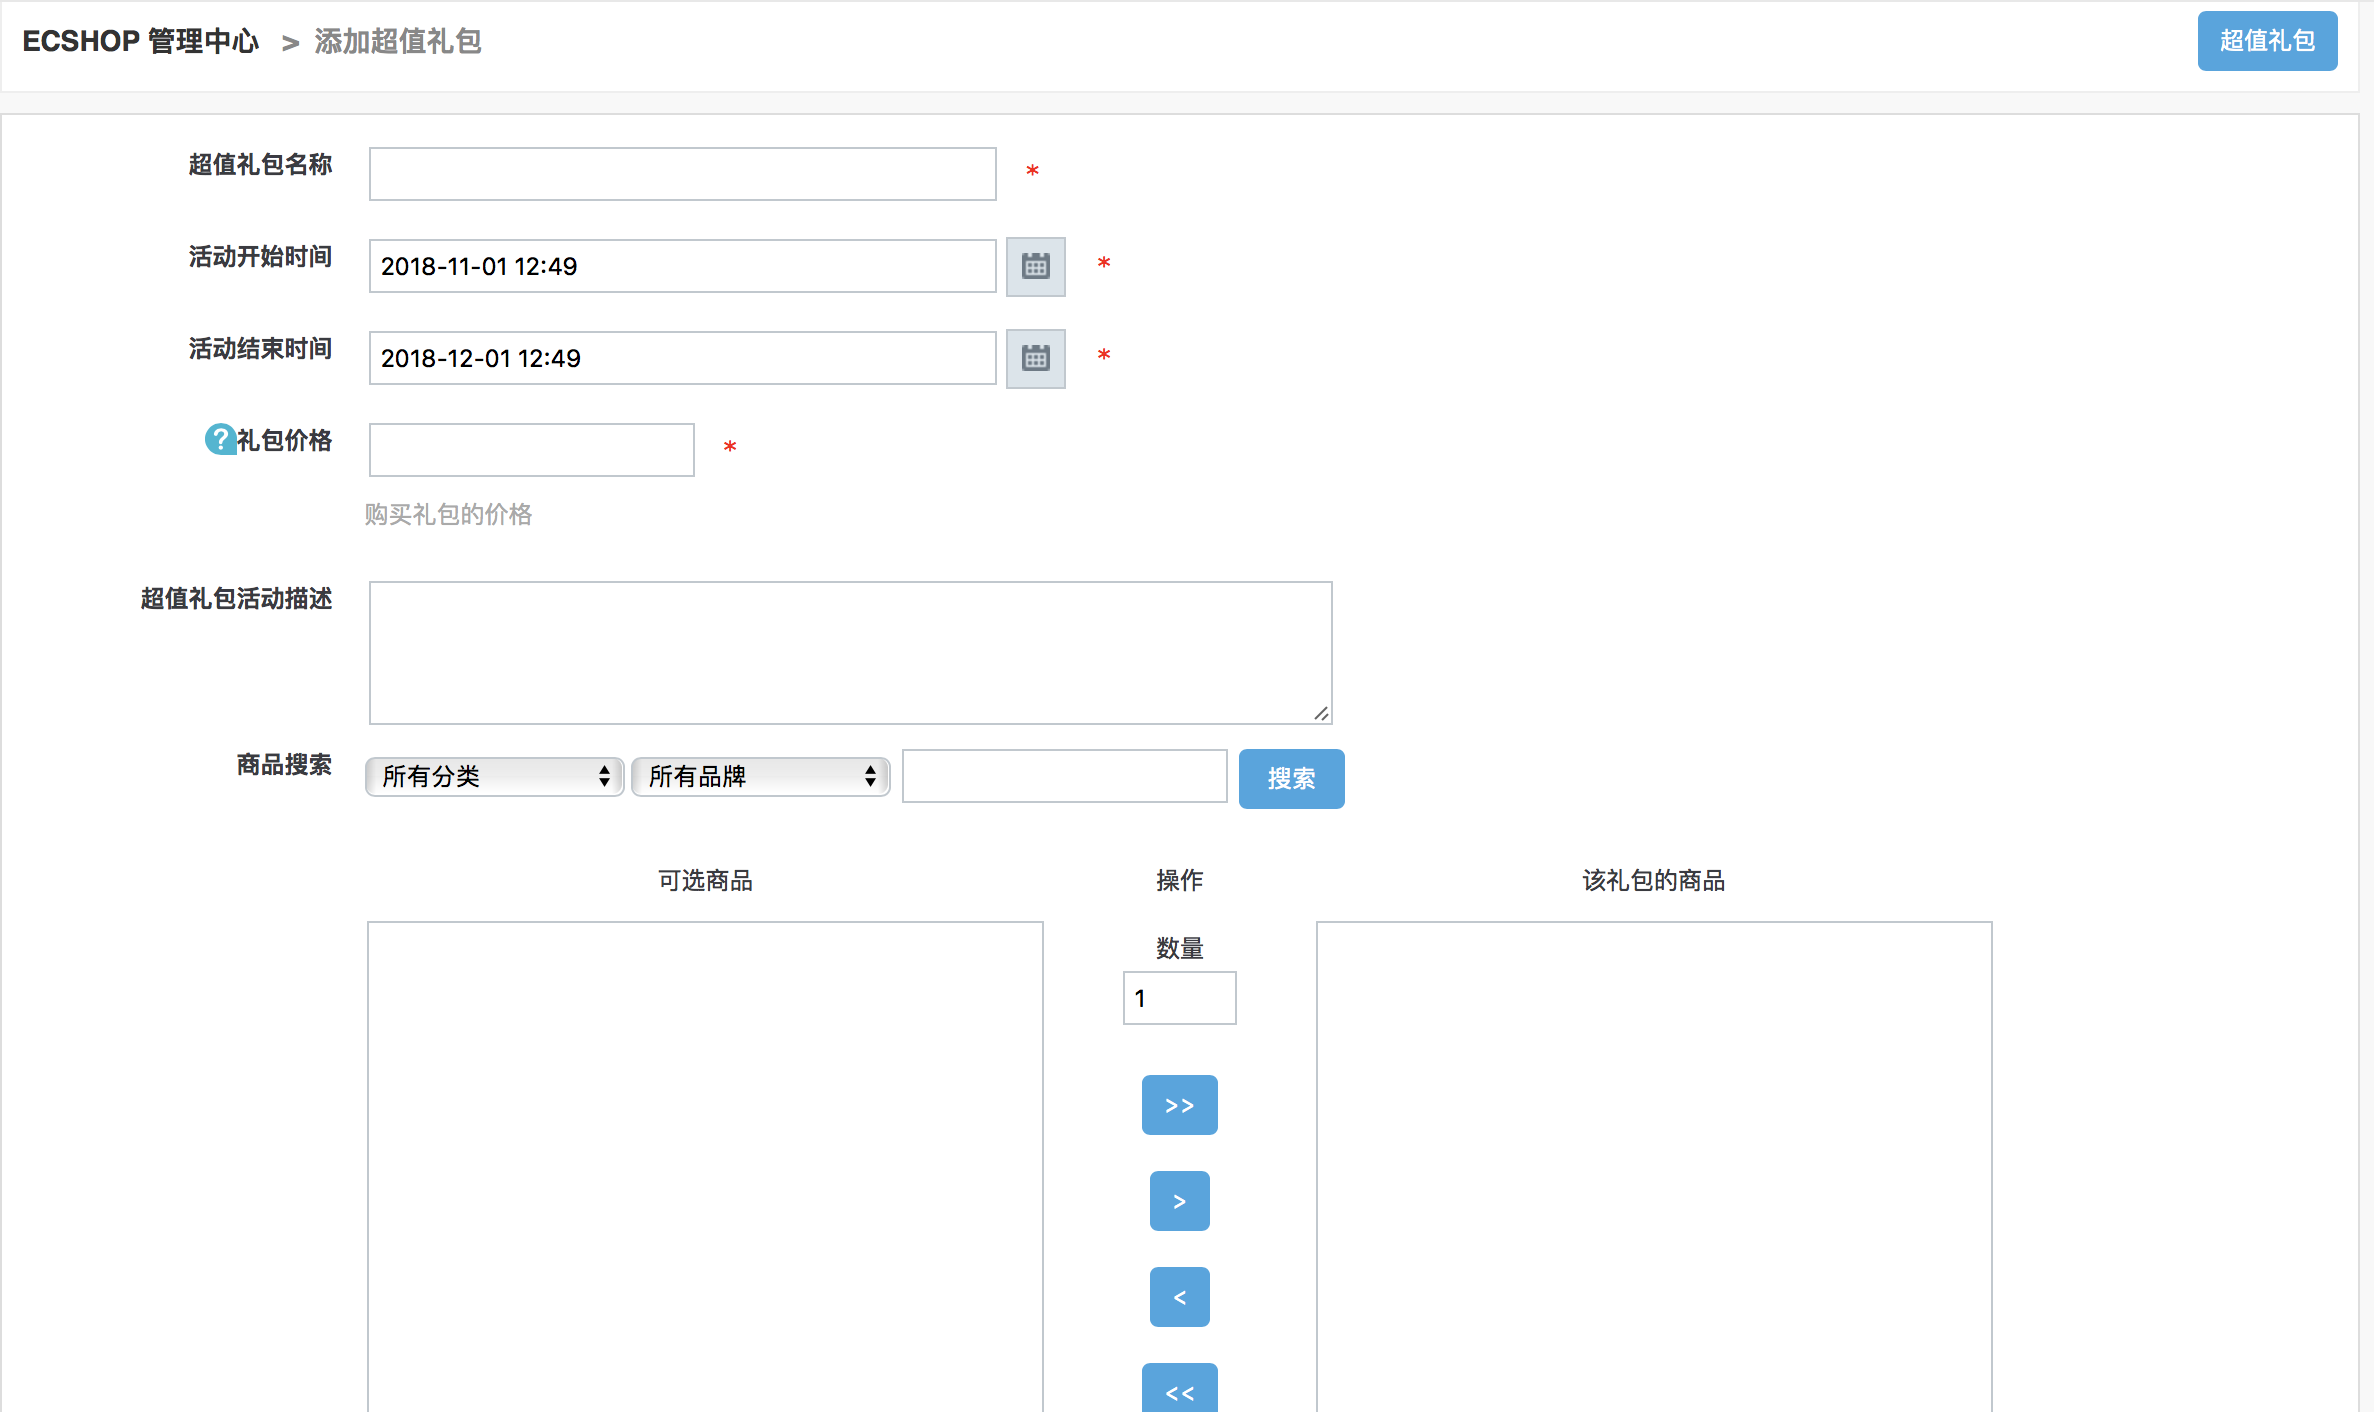 ECSHOP 管理中心 > 添加超值礼包
超值礼包
超值礼包名称 *
活动开始时间 2018-11-01 12:49 *
活动结束时间 2018-12-01 12:49 *
?礼包价格 *
购买礼包的价格
超值礼包活动描述
商品搜索 所有分类 所有品牌 搜索
可选商品 操作 该礼包的商品
数量
1
>>
>
<
<<